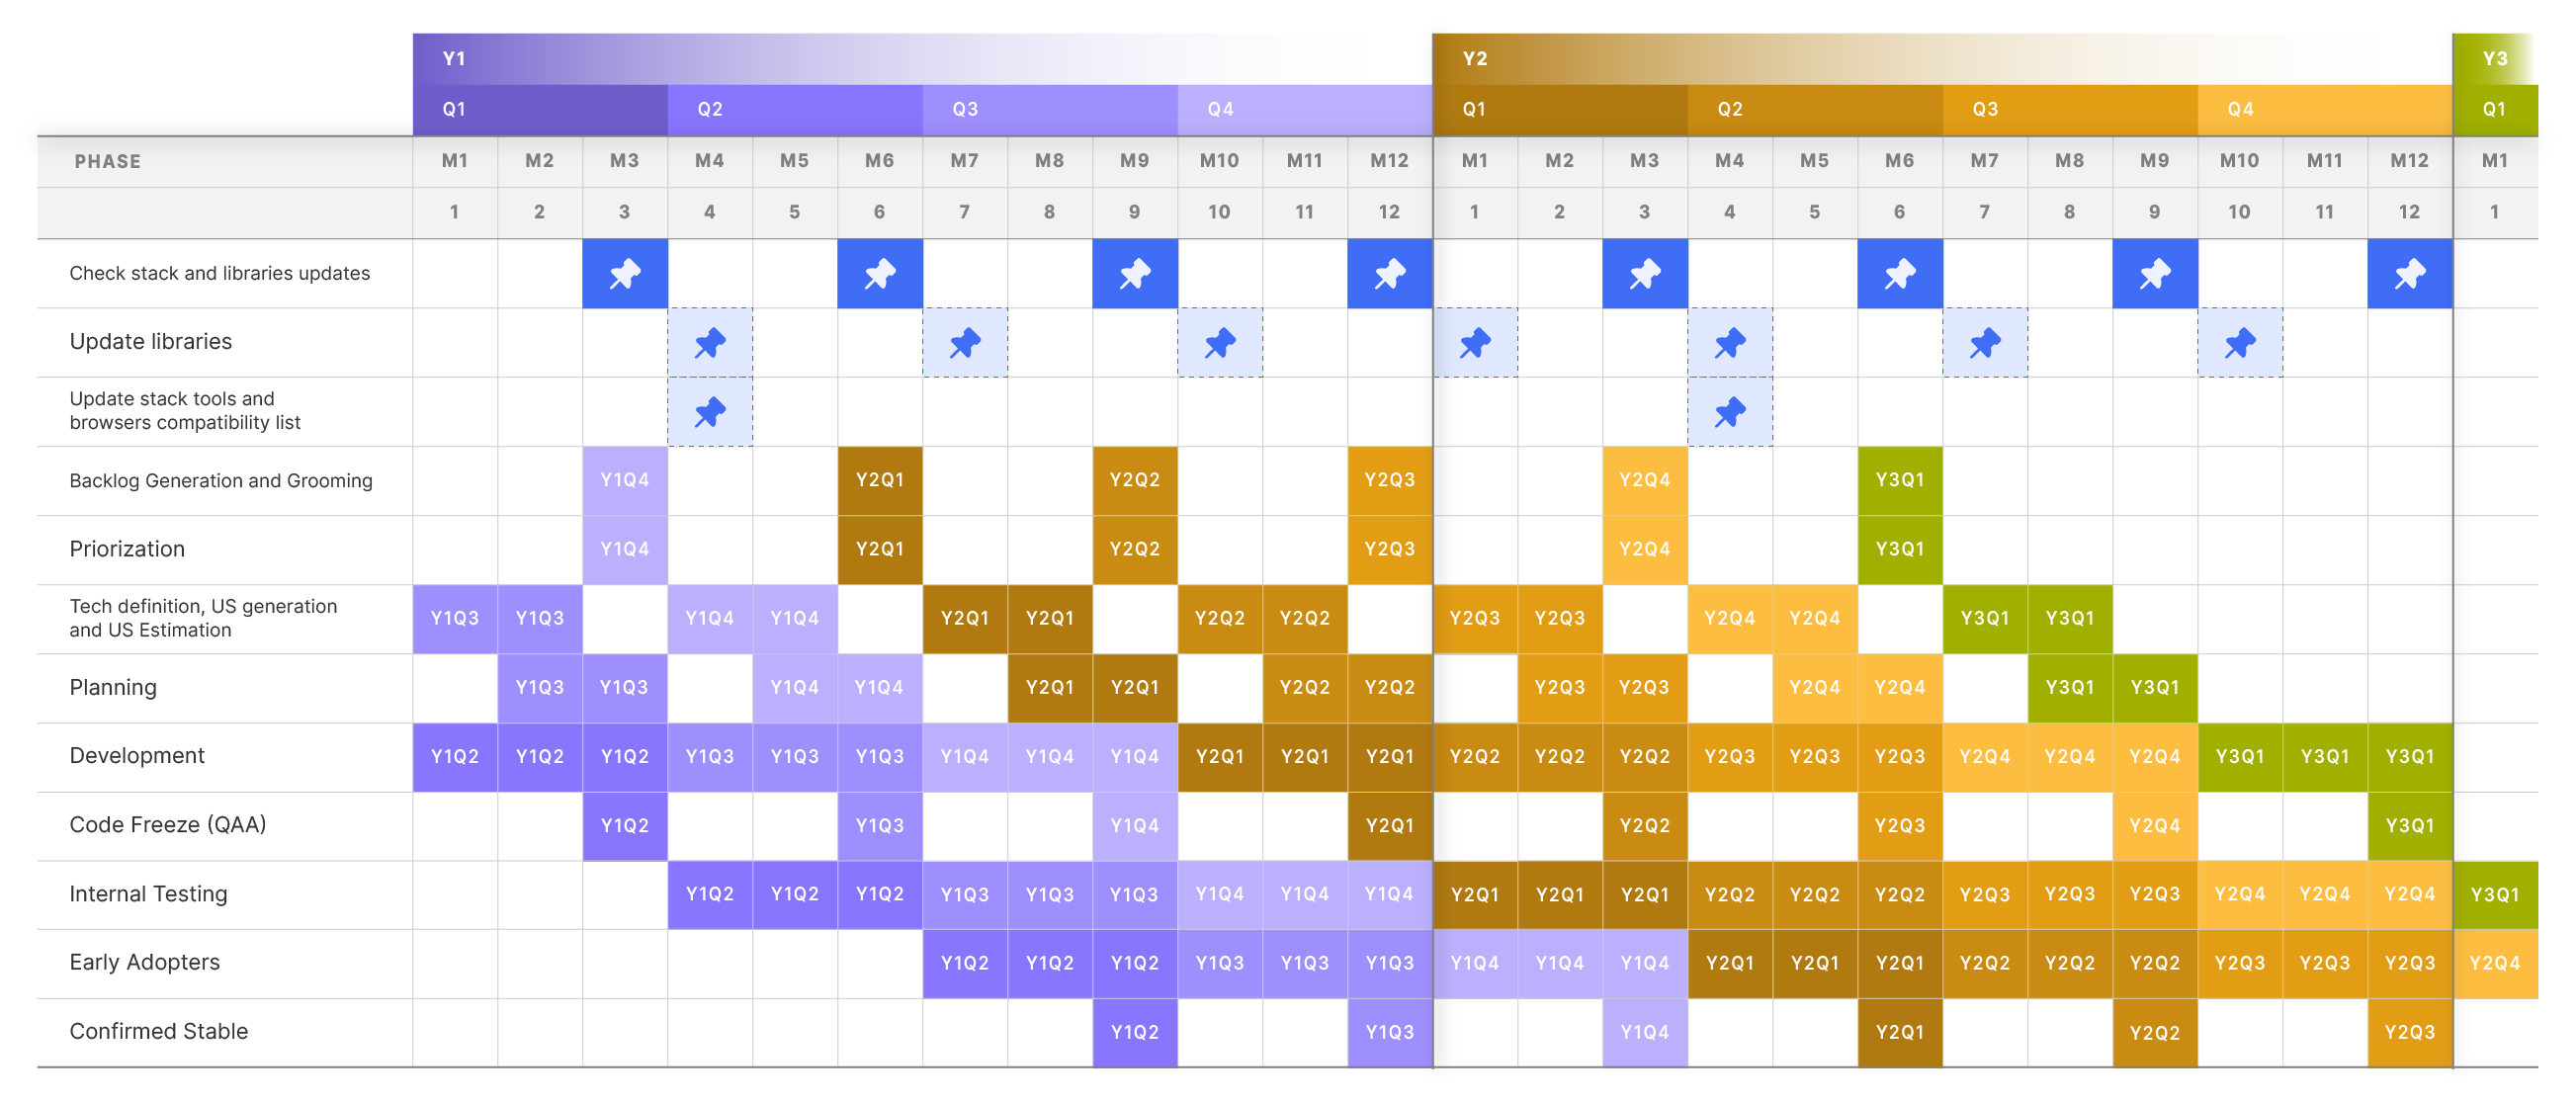 Y1 Y2 Y3
Q1 Q2 Q3 Q4 Q1 Q2 Q3 Q4 Q1
PHASE M1 M2 M3 M4 M5 M6 M7 M8 M9 M10 M11 M12 M1 M2 M3 M4 M5 M6 M7 M8 M9 M10 M11 M12 M1
1 2 3 4 5 6 7 8 9 10 11 12 1 2 3 4 5 6 7 8 9 10 11 12 1
Check stack and libraries updates
Update libraries
Update stack tools and
browsers compatibility list
Backlog Generation and Grooming Y1Q4 Y2Q1 Y2Q2 Y2Q3 Y2Q4 Y3Q1
Priorization Y1Q4 Y2Q1 Y2Q2 Y2Q3 Y2Q4 Y3Q1
Tech definition, US generation
and US Estimation Y1Q3 Y1Q3 Y1Q4 Y1Q4 Y2Q1 Y2Q1 Y2Q2 Y2Q2 Y2Q3 Y2Q3 Y2Q4 Y2Q4 Y3Q1 Y3Q1
Planning Y1Q3 Y1Q3 Y1Q4 Y1Q4 Y2Q1 Y2Q1 Y2Q2 Y2Q2 Y2Q3 Y2Q3 Y2Q4 Y2Q4 Y3Q1 Y3Q1
Development Y1Q2 Y1Q2 Y1Q2 Y1Q3 Y1Q3 Y1Q3 Y1Q4 Y1Q4 Y1Q4 Y2Q1 Y2Q1 Y2Q1 Y2Q2 Y2Q2 Y2Q2 Y2Q3 Y2Q3 Y2Q3 Y2Q4 Y2Q4 Y2Q4 Y3Q1 Y3Q1 Y3Q1
Code Freeze (QAA) Y1Q2 Y1Q3 Y1Q4 Y2Q1 Y2Q2 Y2Q3 Y2Q4 Y3Q1
Internal Testing Y1Q2 Y1Q2 Y1Q2 Y1Q3 Y1Q3 Y1Q3 Y1Q4 Y1Q4 Y1Q4 Y2Q1 Y2Q1 Y2Q1 Y2Q2 Y2Q2 Y2Q2 Y2Q3 Y2Q3 Y2Q3 Y2Q4 Y2Q4 Y2Q4 Y3Q1
Early Adopters Y1Q2 Y1Q2 Y1Q2 Y1Q3 Y1Q3 Y1Q3 Y1Q4 Y1Q4 Y1Q4 Y2Q1 Y2Q1 Y2Q1 Y2Q2 Y2Q2 Y2Q2 Y2Q3 Y2Q3 Y2Q3 Y2Q4
Confirmed Stable Y1Q2 Y1Q3 Y1Q4 Y2Q1 Y2Q2 Y2Q3